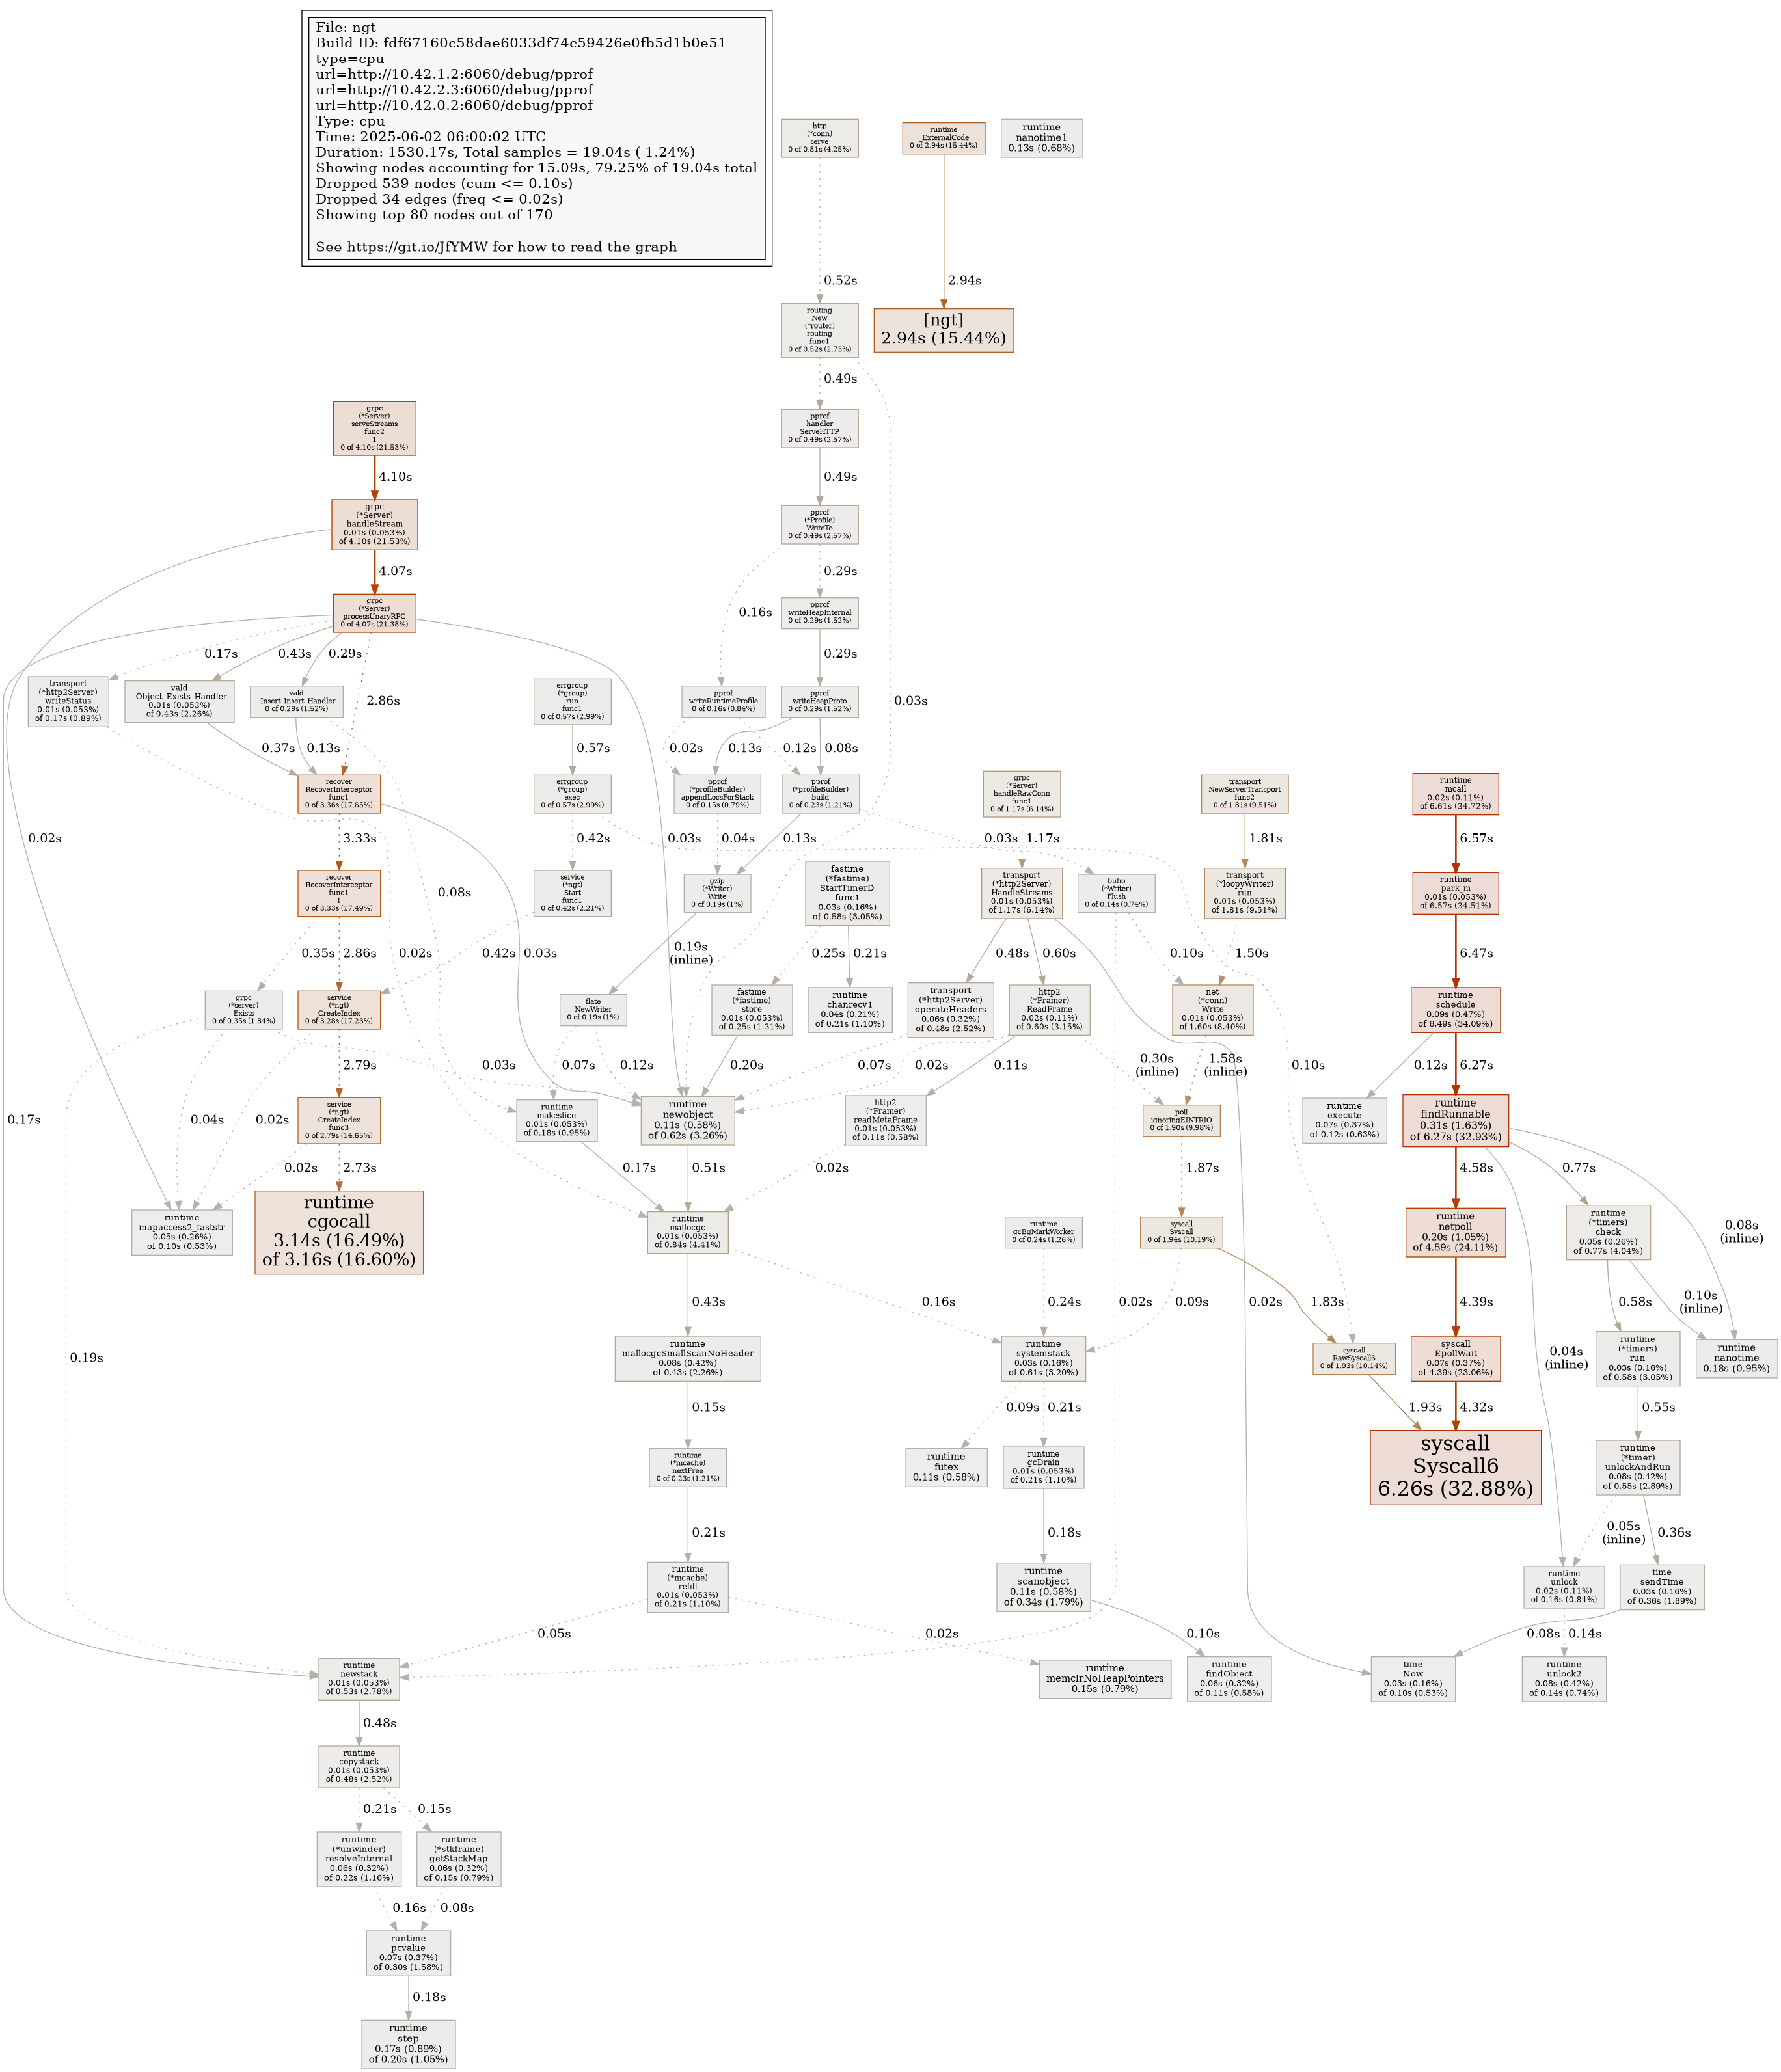 File: ngt
Build ID: fdf67160c58dae6033df74c59426e0fb5d1b0e51
type=cpu
url=http://10.42.1.2:6060/debug/pprof
url=http://10.42.2.3:6060/debug/pprof
url=http://10.42.0.2:6060/debug/pprof
Type: cpu
Time: 2025-06-02 06:00:02 UTC
Duration: 1530.17s, Total samples = 19.04s ( 1.24%)
Showing nodes accounting for 15.09s, 79.25% of 19.04s total
Dropped 539 nodes (cum <= 0.10s)
Dropped 34 edges (freq <= 0.02s)
Showing top 80 nodes out of 170
See https://git.io/JfYMW for how to read the graph
http
(*conn)
serve
0 of 0.81s (4.25%)
runtime
_ExternalCode
0 of 2.94s (15.44%)
runtime
nanotime1
0.13s (0.68%)
0.52s
2.94s
routing
New
(*router)
routing
func1
0 of 0.52s (2.73%)
[ngt]
2.94s (15.44%)
0.49s
0.03s
grpc
(*Server)
serveStreams
func2
1
0 of 4.10s (21.53%)
pprof
handler
ServeHTTP
0 of 0.49s (2.57%)
4.10s
0.49s
grpc
(*Server)
handleStream
0.01s (0.053%)
of 4.10s (21.53%)
pprof
(*Profile)
WriteTo
0 of 0.49s (2.57%)
4.07s
0.02s
0.16s
0.29s
grpc
(*Server)
processUnaryRPC
0 of 4.07s (21.38%)
pprof
writeHeapInternal
0 of 0.29s (1.52%)
0.17s
0.43s
0.29s
2.86s
0.03s
0.17s
0.29s
transport
(*http2Server)
writeStatus
0.01s (0.053%)
of 0.17s (0.89%)
vald
_Object_Exists_Handler
0.01s (0.053%)
of 0.43s (2.26%)
vald
_Insert_Insert_Handler
0 of 0.29s (1.52%)
errgroup
(*group)
run
func1
0 of 0.57s (2.99%)
pprof
writeRuntimeProfile
0 of 0.16s (0.84%)
pprof
writeHeapProto
0 of 0.29s (1.52%)
0.02s
0.37s
0.13s
0.08s
0.57s
0.02s
0.12s
0.13s
0.08s
recover
RecoverInterceptor
func1
0 of 3.36s (17.65%)
errgroup
(*group)
exec
0 of 0.57s (2.99%)
pprof
(*profileBuilder)
appendLocsForStack
0 of 0.15s (0.79%)
pprof
(*profileBuilder)
build
0 of 0.23s (1.21%)
grpc
(*Server)
handleRawConn
func1
0 of 1.17s (6.14%)
transport
NewServerTransport
func2
0 of 1.81s (9.51%)
runtime
mcall
0.02s (0.11%)
of 6.61s (34.72%)
3.33s
0.03s
0.42s
0.10s
0.04s
0.13s
0.03s
1.17s
1.81s
6.57s
recover
RecoverInterceptor
func1
1
0 of 3.33s (17.49%)
service
(*ngt)
Start
func1
0 of 0.42s (2.21%)
gzip
(*Writer)
Write
0 of 0.19s (1%)
fastime
(*fastime)
StartTimerD
func1
0.03s (0.16%)
of 0.58s (3.05%)
transport
(*http2Server)
HandleStreams
0.01s (0.053%)
of 1.17s (6.14%)
bufio
(*Writer)
Flush
0 of 0.14s (0.74%)
transport
(*loopyWriter)
run
0.01s (0.053%)
of 1.81s (9.51%)
runtime
park_m
0.01s (0.053%)
of 6.57s (34.51%)
0.35s
2.86s
0.42s
0.19s
(inline)
0.25s
0.21s
0.48s
0.60s
0.02s
0.10s
0.02s
1.50s
6.47s
grpc
(*server)
Exists
0 of 0.35s (1.84%)
service
(*ngt)
CreateIndex
0 of 3.28s (17.23%)
flate
NewWriter
0 of 0.19s (1%)
fastime
(*fastime)
store
0.01s (0.053%)
of 0.25s (1.31%)
runtime
chanrecv1
0.04s (0.21%)
of 0.21s (1.10%)
transport
(*http2Server)
operateHeaders
0.06s (0.32%)
of 0.48s (2.52%)
http2
(*Framer)
ReadFrame
0.02s (0.11%)
of 0.60s (3.15%)
net
(*conn)
Write
0.01s (0.053%)
of 1.60s (8.40%)
runtime
schedule
0.09s (0.47%)
of 6.49s (34.09%)
0.19s
0.04s
0.03s
0.02s
2.79s
0.07s
0.12s
0.20s
0.07s
0.02s
0.11s
0.30s
(inline)
1.58s
(inline)
0.12s
6.27s
service
(*ngt)
CreateIndex
func3
0 of 2.79s (14.65%)
runtime
makeslice
0.01s (0.053%)
of 0.18s (0.95%)
runtime
newobject
0.11s (0.58%)
of 0.62s (3.26%)
http2
(*Framer)
readMetaFrame
0.01s (0.053%)
of 0.11s (0.58%)
poll
ignoringEINTRIO
0 of 1.90s (9.98%)
runtime
execute
0.07s (0.37%)
of 0.12s (0.63%)
runtime
findRunnable
0.31s (1.63%)
of 6.27s (32.93%)
0.02s
2.73s
0.17s
0.51s
0.02s
1.87s
4.58s
0.77s
0.04s
(inline)
0.08s
(inline)
runtime
mapaccess2_faststr
0.05s (0.26%)
of 0.10s (0.53%)
runtime
cgocall
3.14s (16.49%)
of 3.16s (16.60%)
runtime
mallocgc
0.01s (0.053%)
of 0.84s (4.41%)
runtime
gcBgMarkWorker
0 of 0.24s (1.26%)
syscall
Syscall
0 of 1.94s (10.19%)
runtime
netpoll
0.20s (1.05%)
of 4.59s (24.11%)
runtime
(*timers)
check
0.05s (0.26%)
of 0.77s (4.04%)
0.43s
0.16s
0.24s
0.09s
1.83s
4.39s
0.58s
0.10s
(inline)
runtime
mallocgcSmallScanNoHeader
0.08s (0.42%)
of 0.43s (2.26%)
runtime
systemstack
0.03s (0.16%)
of 0.61s (3.20%)
syscall
RawSyscall6
0 of 1.93s (10.14%)
syscall
EpollWait
0.07s (0.37%)
of 4.39s (23.06%)
runtime
(*timers)
run
0.03s (0.16%)
of 0.58s (3.05%)
runtime
nanotime
0.18s (0.95%)
0.15s
0.09s
0.21s
1.93s
4.32s
0.55s
runtime
(*mcache)
nextFree
0 of 0.23s (1.21%)
runtime
futex
0.11s (0.58%)
runtime
gcDrain
0.01s (0.053%)
of 0.21s (1.10%)
syscall
Syscall6
6.26s (32.88%)
runtime
(*timer)
unlockAndRun
0.08s (0.42%)
of 0.55s (2.89%)
0.21s
0.18s
0.05s
(inline)
0.36s
runtime
(*mcache)
refill
0.01s (0.053%)
of 0.21s (1.10%)
runtime
scanobject
0.11s (0.58%)
of 0.34s (1.79%)
runtime
unlock
0.02s (0.11%)
of 0.16s (0.84%)
time
sendTime
0.03s (0.16%)
of 0.36s (1.89%)
0.05s
0.02s
0.10s
0.08s
0.14s
runtime
newstack
0.01s (0.053%)
of 0.53s (2.78%)
runtime
memclrNoHeapPointers
0.15s (0.79%)
runtime
findObject
0.06s (0.32%)
of 0.11s (0.58%)
time
Now
0.03s (0.16%)
of 0.10s (0.53%)
runtime
unlock2
0.08s (0.42%)
of 0.14s (0.74%)
0.48s
runtime
copystack
0.01s (0.053%)
of 0.48s (2.52%)
0.21s
0.15s
runtime
(*unwinder)
resolveInternal
0.06s (0.32%)
of 0.22s (1.16%)
runtime
(*stkframe)
getStackMap
0.06s (0.32%)
of 0.15s (0.79%)
0.16s
0.08s
runtime
pcvalue
0.07s (0.37%)
of 0.30s (1.58%)
0.18s
runtime
step
0.17s (0.89%)
of 0.20s (1.05%)